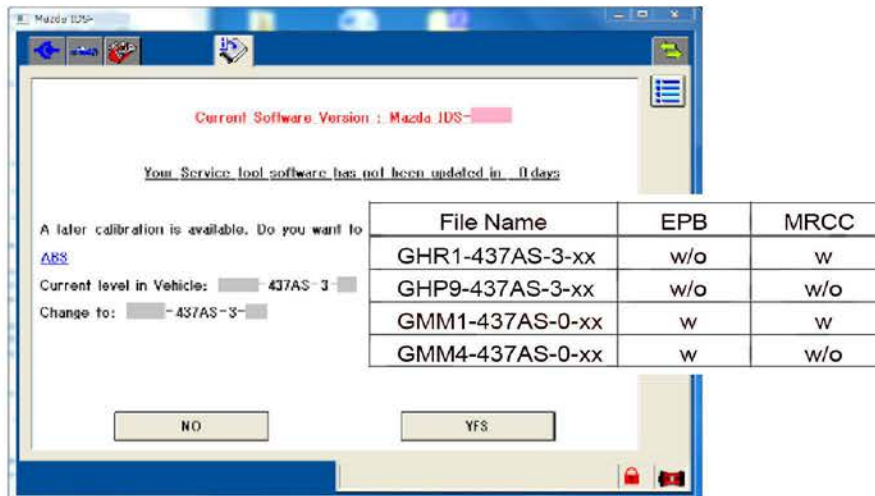 Mazda IDS-
Current Software Version : Mazda IDS-
Your Service tool software has not been updated in 0 days
A later calibration is available. Do you want to
ABS
Current level in Vehicle: -437AS-3-
Change to: -437AS-3-
NO YES
File Name EPB MRCC
GHR1-437AS-3-xx w/o w
GHP9-437AS-3-xx w/o w/o
GMM1-437AS-0-xx w w
GMM4-437AS-0-xx w w/o